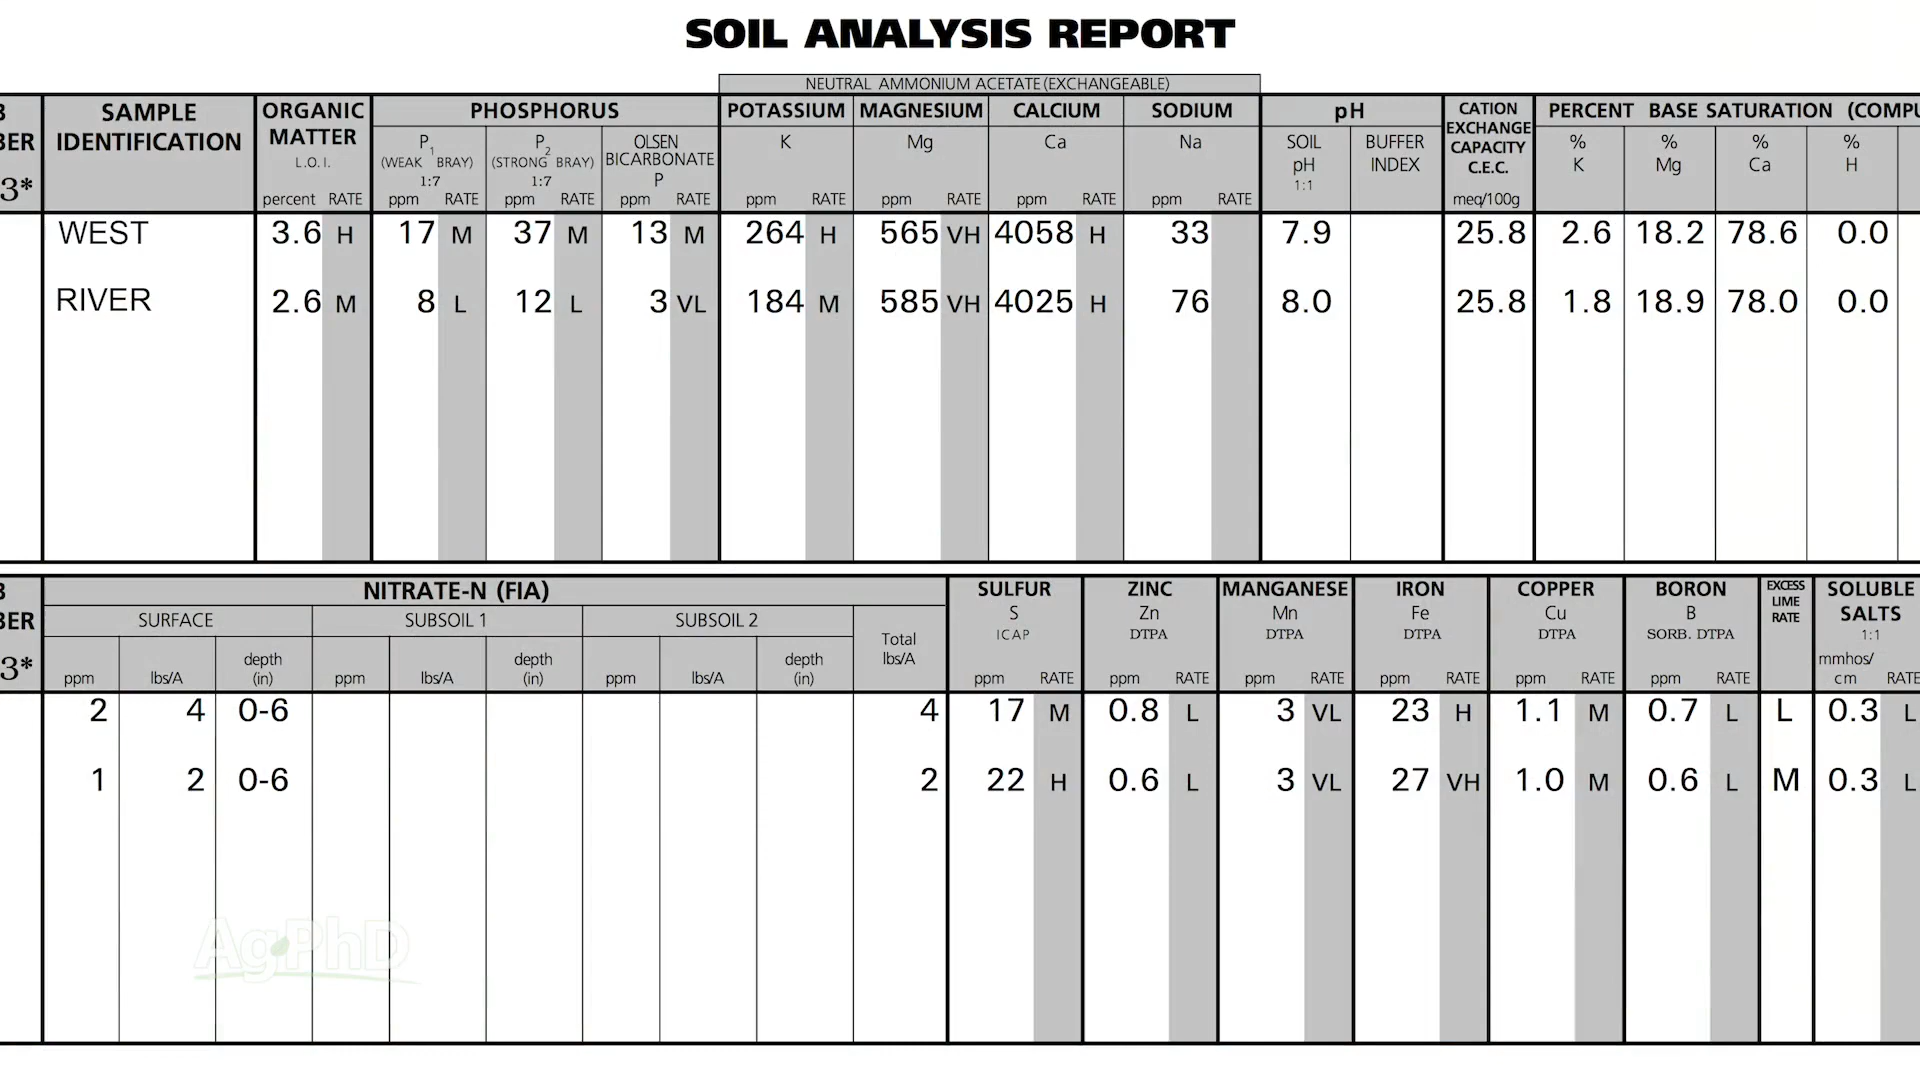 SOIL ANALYSIS REPORT
NEUTRAL AMMONIUM ACETATE (EXCHANGEABLE)
3 SAMPLE ORGANIC PHOSPHORUS POTASSIUM MAGNESIUM CALCIUM SODIUM pH CATION PERCENT BASE SATURATION (COMPU
BER IDENTIFICATION MATTER P1 P2 OLSEN K Mg Ca Na SOIL BUFFER EXCHANGE % % % %
L.O.I. (WEAK BRAY) (STRONG BRAY) BICARBONATE pH INDEX CAPACITY K Mg Ca H
3* 1:7 1:7 P 1:1 C.E.C.
percent RATE ppm RATE ppm RATE ppm RATE ppm RATE ppm RATE ppm RATE ppm RATE meq/100g
WEST 3.6 H 17 M 37 M 13 M 264 H 565 VH 4058 H 33 7.9 25.8 2.6 18.2 78.6 0.0
RIVER 2.6 M 8 L 12 L 3 VL 184 M 585 VH 4025 H 76 8.0 25.8 1.8 18.9 78.0 0.0
3 NITRATE-N (FIA) SULFUR ZINC MANGANESE IRON COPPER BORON EXCESS LIME RATE SOLUBLE
BER SURFACE SUBSOIL 1 SUBSOIL 2 Total lbs/A S Zn Mn Fe Cu B SALTS
ICAP DTPA DTPA DTPA DTPA SORB. DTPA 1:1
3* depth depth depth mmhos/
ppm lbs/A (in) ppm lbs/A (in) ppm lbs/A (in) ppm RATE ppm RATE ppm RATE ppm RATE ppm RATE ppm RATE cm RATE
2 4 0-6 4 17 M 0.8 L 3 VL 23 H 1.1 M 0.7 L L 0.3 L
1 2 0-6 2 22 H 0.6 L 3 VL 27 VH 1.0 M 0.6 L M 0.3 L
AgPhD